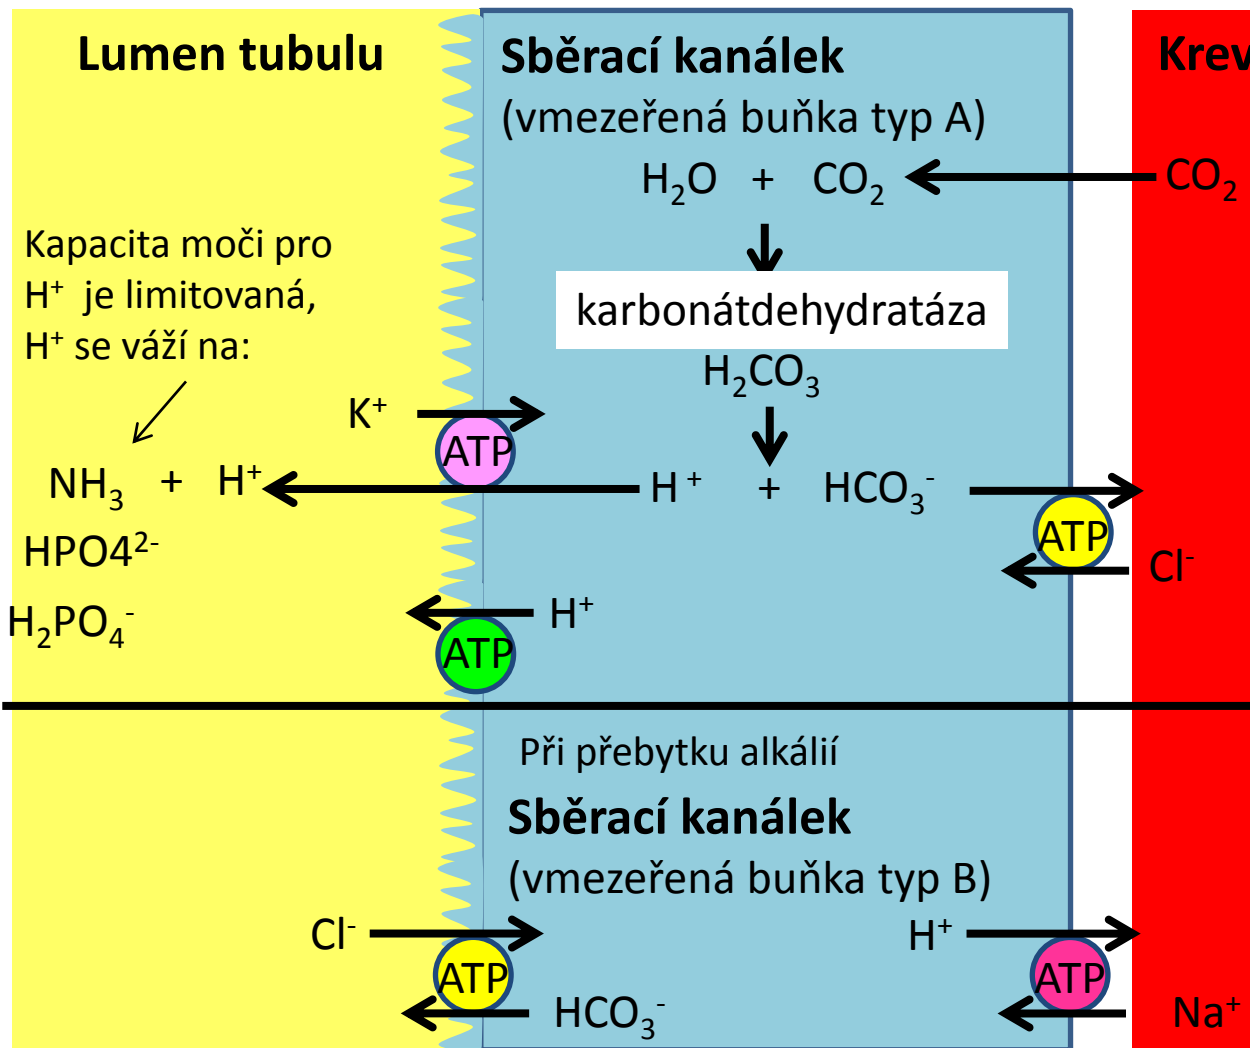 Lumen tubulu
Sběrací kanálek
Krev
(vmezeřená buňka typ A)
H₂O + CO₂
CO₂
Kapacita moči pro
H⁺ je limitovaná,
H⁺ se váží na:
karbonátdehydratáza
H₂CO₃
K⁺
ATP
NH₃ + H⁺
H⁺ + HCO₃⁻
HPO4²⁻
ATP
Cl⁻
H₂PO₄⁻
H⁺
ATP
Při přebytku alkálií
Sběrací kanálek
(vmezeřená buňka typ B)
Cl⁻
H⁺
ATP
ATP
HCO₃⁻
Na⁺